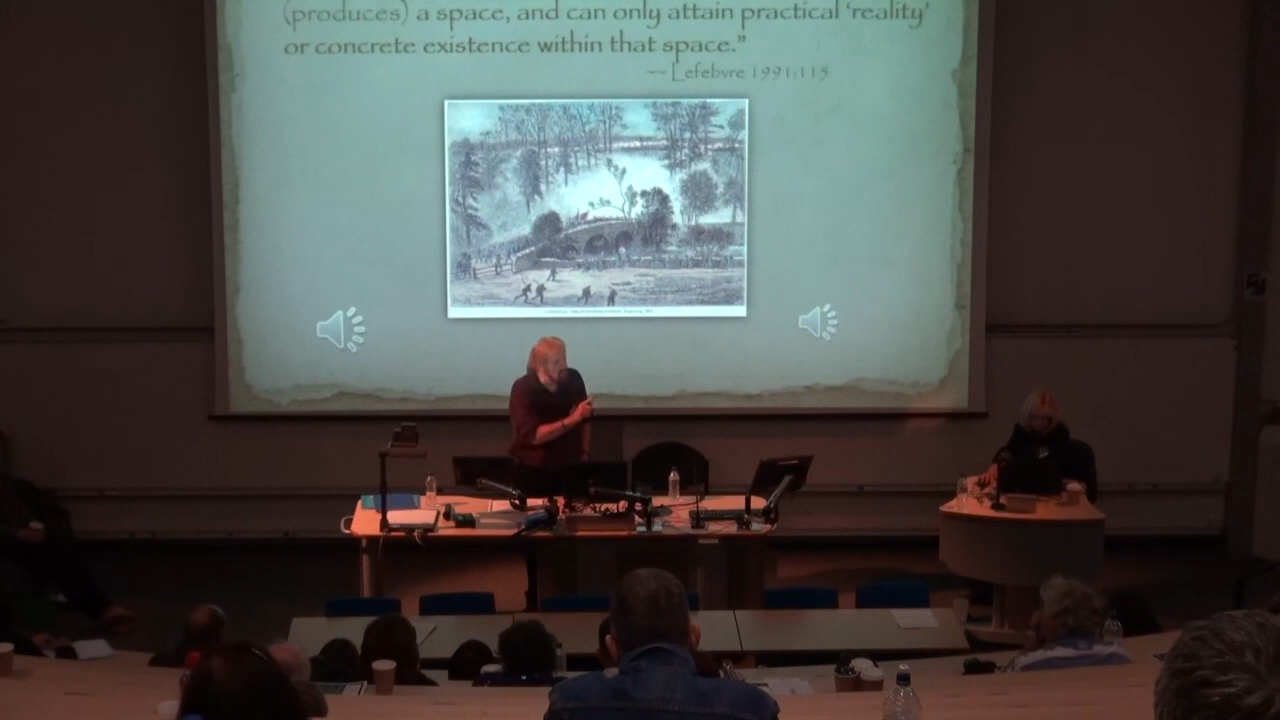 (produces) a space, and can only attain practical ‘reality’
or concrete existence within that space.”
— Lefebvre 1991:115